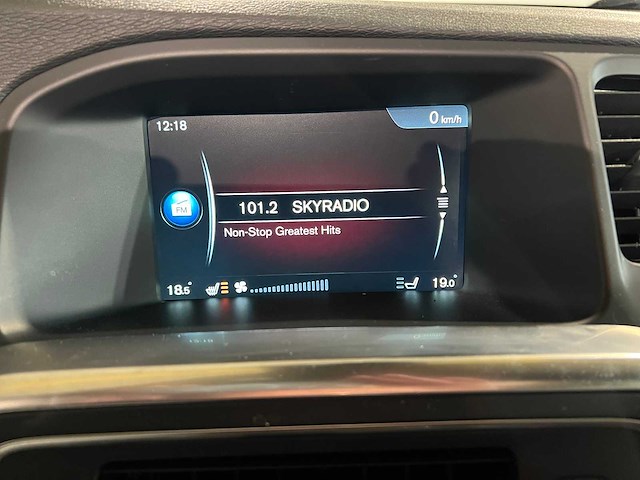 12:18
0 km/h
FM
101.2 SKYRADIO
Non-Stop Greatest Hits
18.5° 19.0°